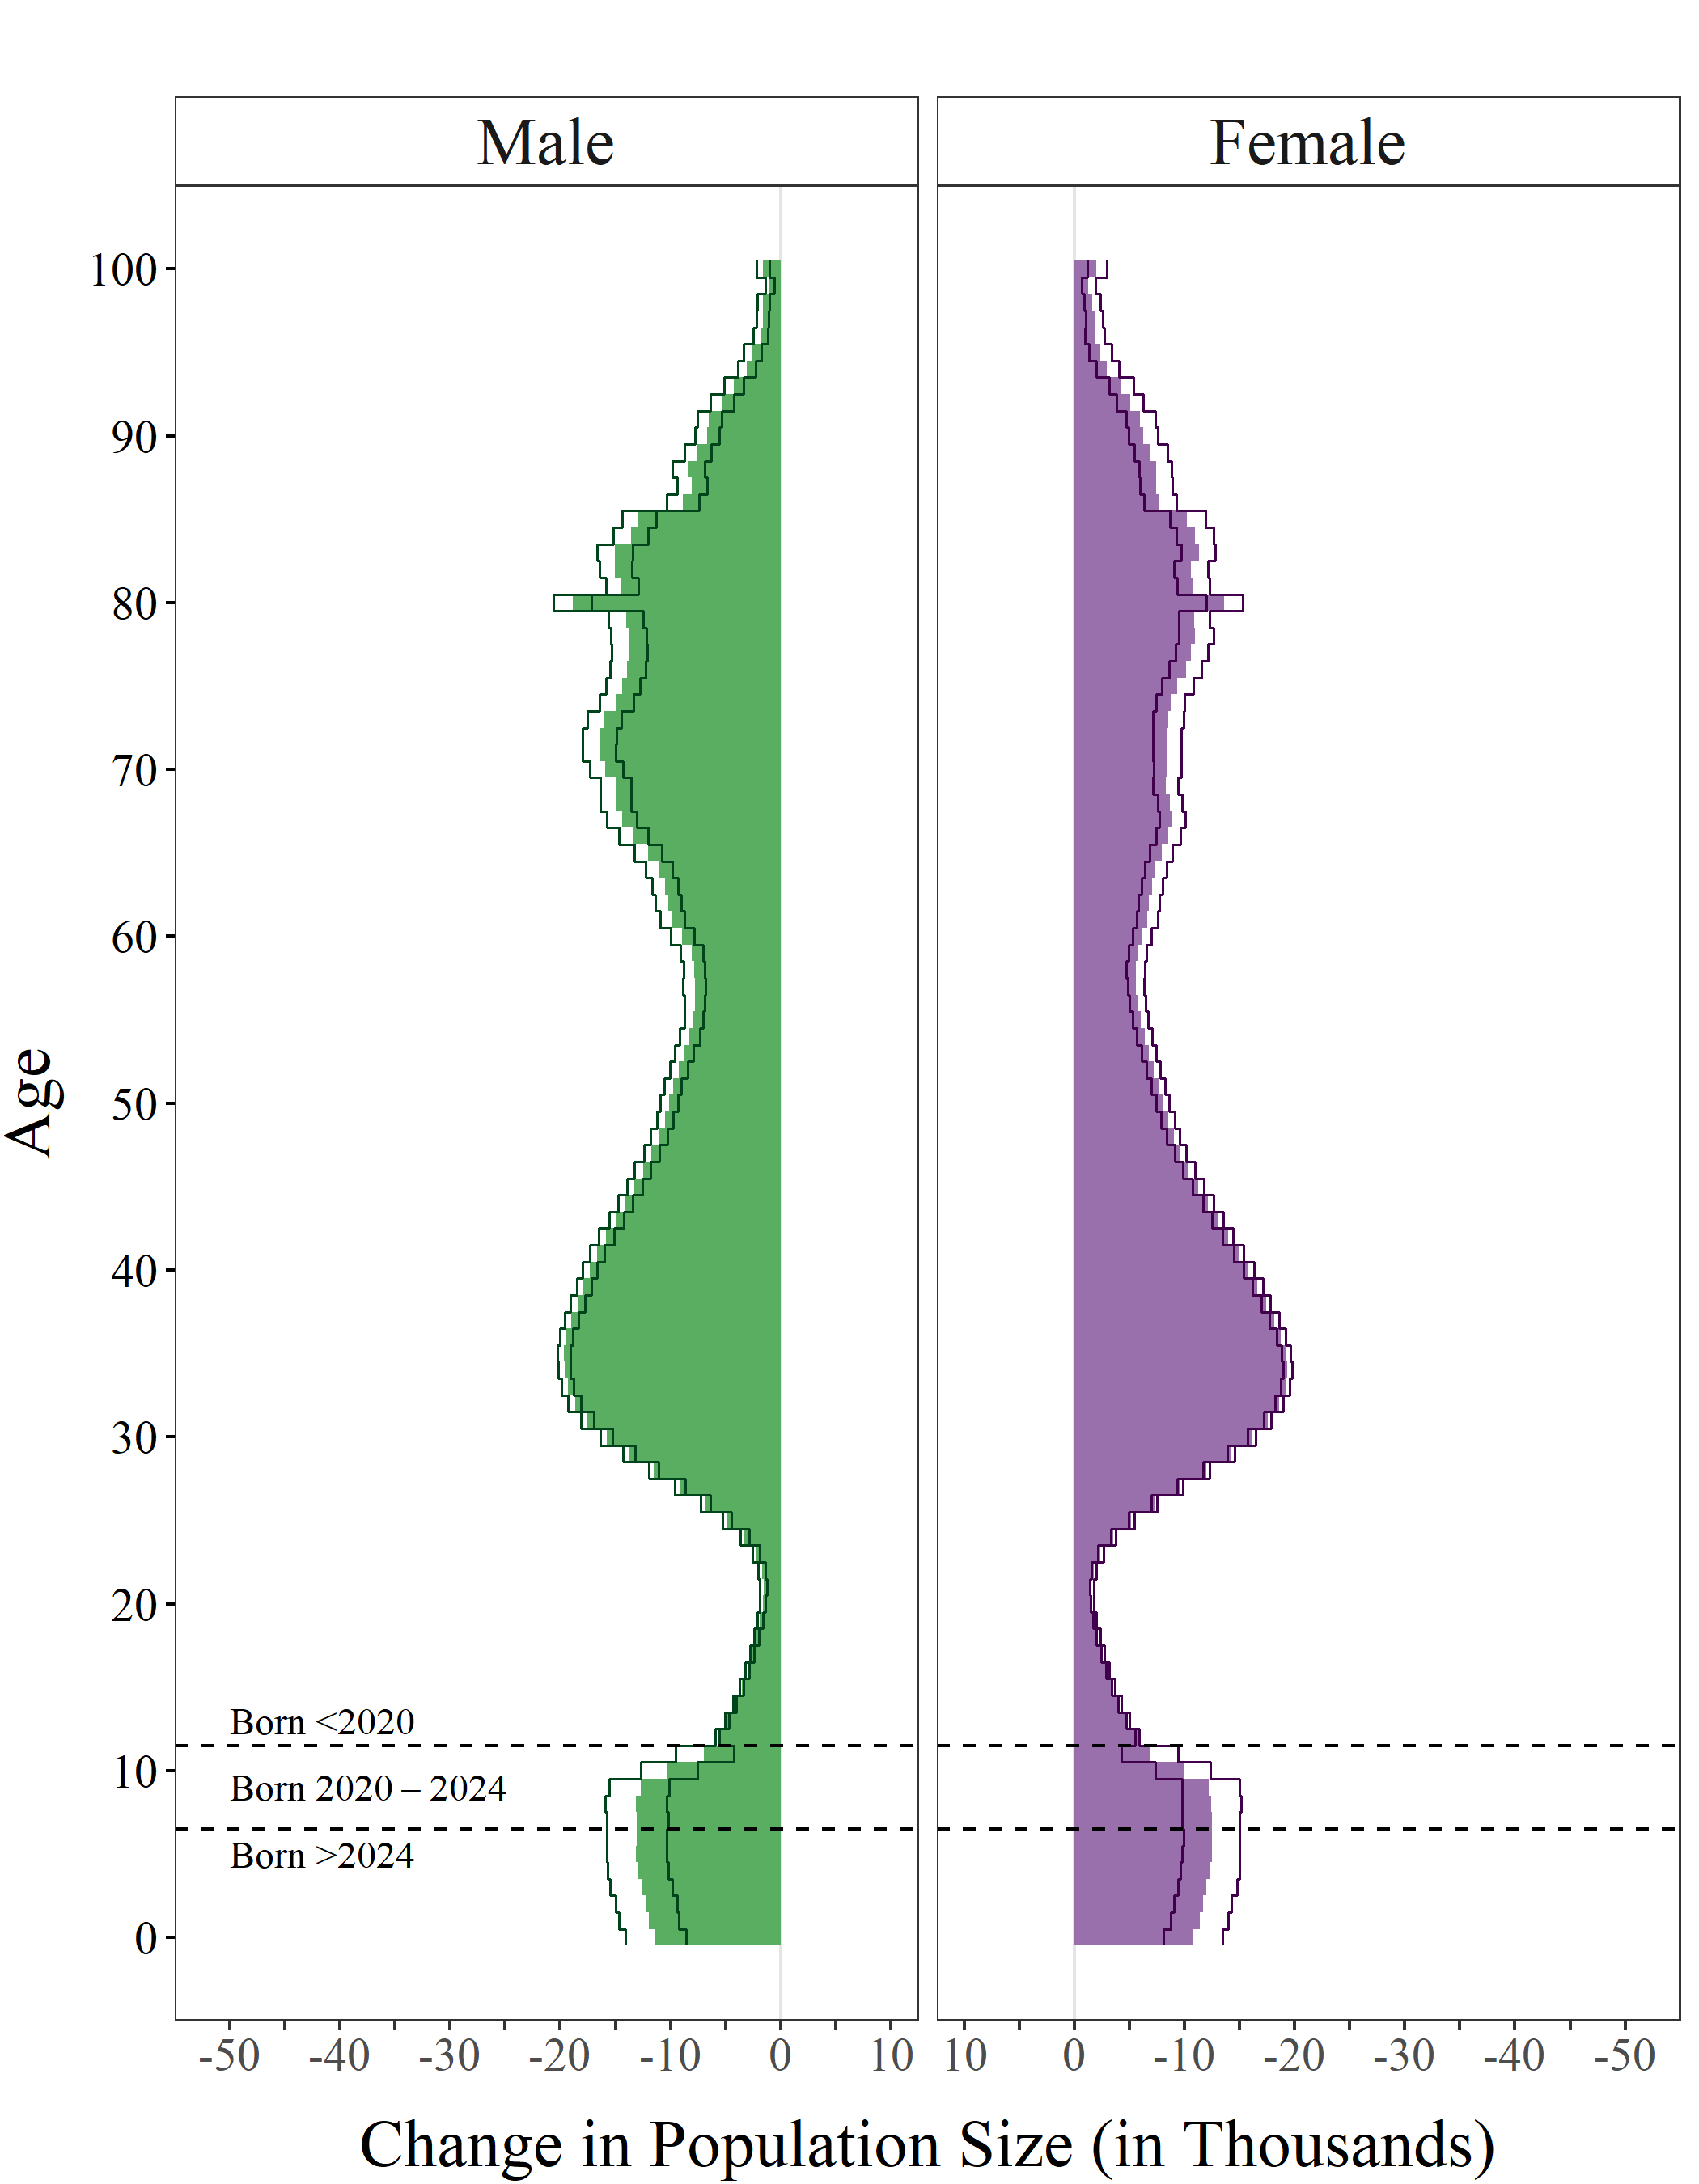 Male Female
100
90
80
70
60
50
40
30
20
Born <2020
10
Born 2020 – 2024
Born >2024
0
Age
-50 -40 -30 -20 -10 0 10 10 0 -10 -20 -30 -40 -50
Change in Population Size (in Thousands)